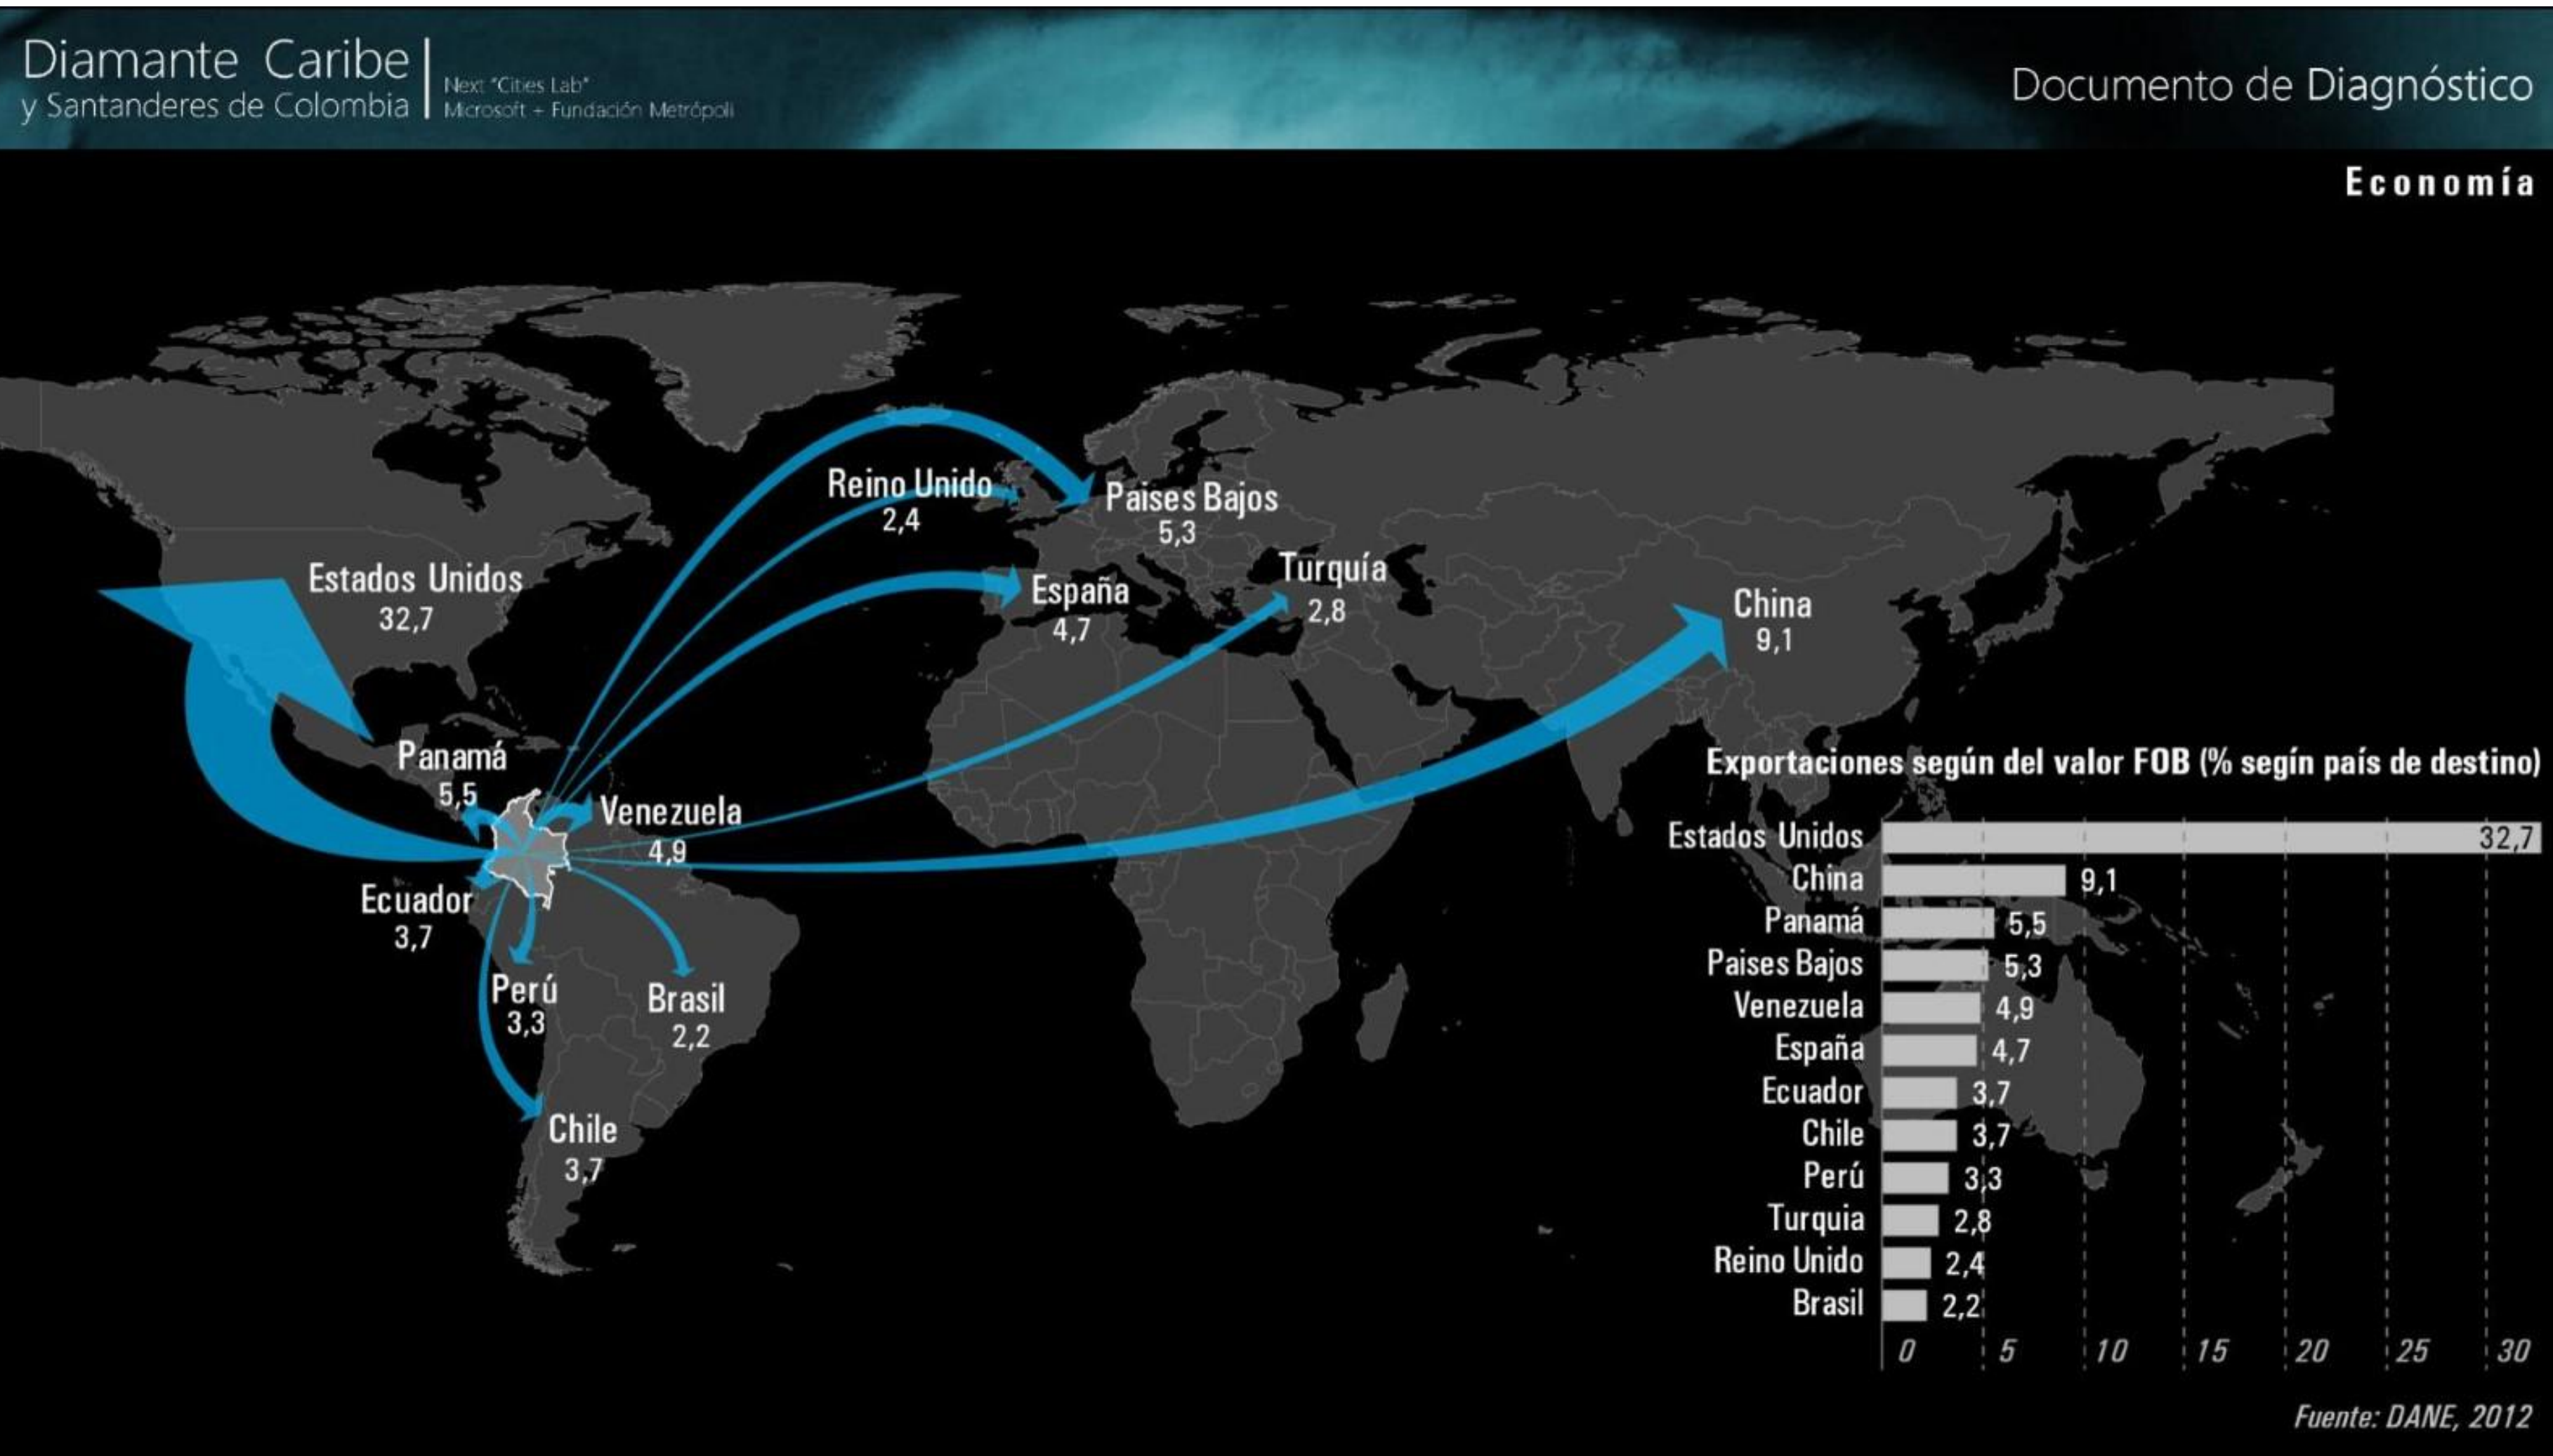 Diamante Caribe
y Santanderes de Colombia
Next "Cities Lab"
Microsoft + Fundación Metrópoli
Documento de Diagnóstico
Economía
Reino Unido
2,4
Paises Bajos
5,3
Estados Unidos
32,7
España
4,7
Turquía
2,8
China
9,1
Panamá
5,5
Venezuela
4,9
Ecuador
3,7
Perú
3,3
Brasil
2,2
Chile
3,7
Exportaciones según del valor FOB (% segín país de destino)
Estados Unidos 32,7
China 9,1
Panamá 5,5
Paises Bajos 5,3
Venezuela 4,9
España 4,7
Ecuador 3,7
Chile 3,7
Perú 3,3
Turquia 2,8
Reino Unido 2,4
Brasil 2,2
0 5 10 15 20 25 30
Fuente: DANE, 2012